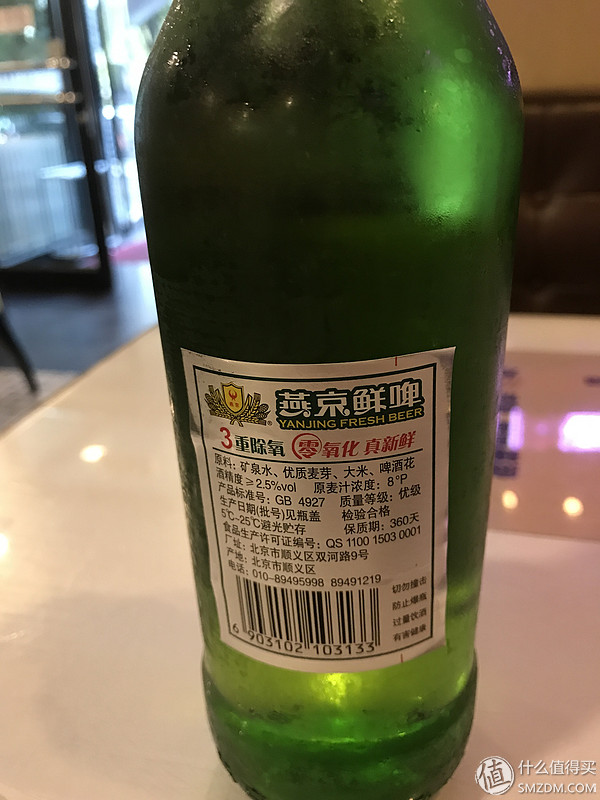 燕京鲜啤
YANJING FRESH BEER
3重除氧 零氧化 真新鲜
原料：矿泉水、优质麦芽、大米、啤酒花
酒精度≥2.5%vol 原麦汁浓度：8°P
产品标准号：GB 4927 质量等级：优级
生产日期(批号)见瓶盖 检验合格
5℃-25℃避光贮存 保质期：360天
食品生产许可证编号：QS 1100 1503 0001
厂址：北京市顺义区双河路9号
产地：北京市顺义区
电话：010-89495998 89491219
切勿撞击
防止爆瓶
过量饮酒
有害健康
6 903102 103133
值 什么值得买
SMZDM.COM